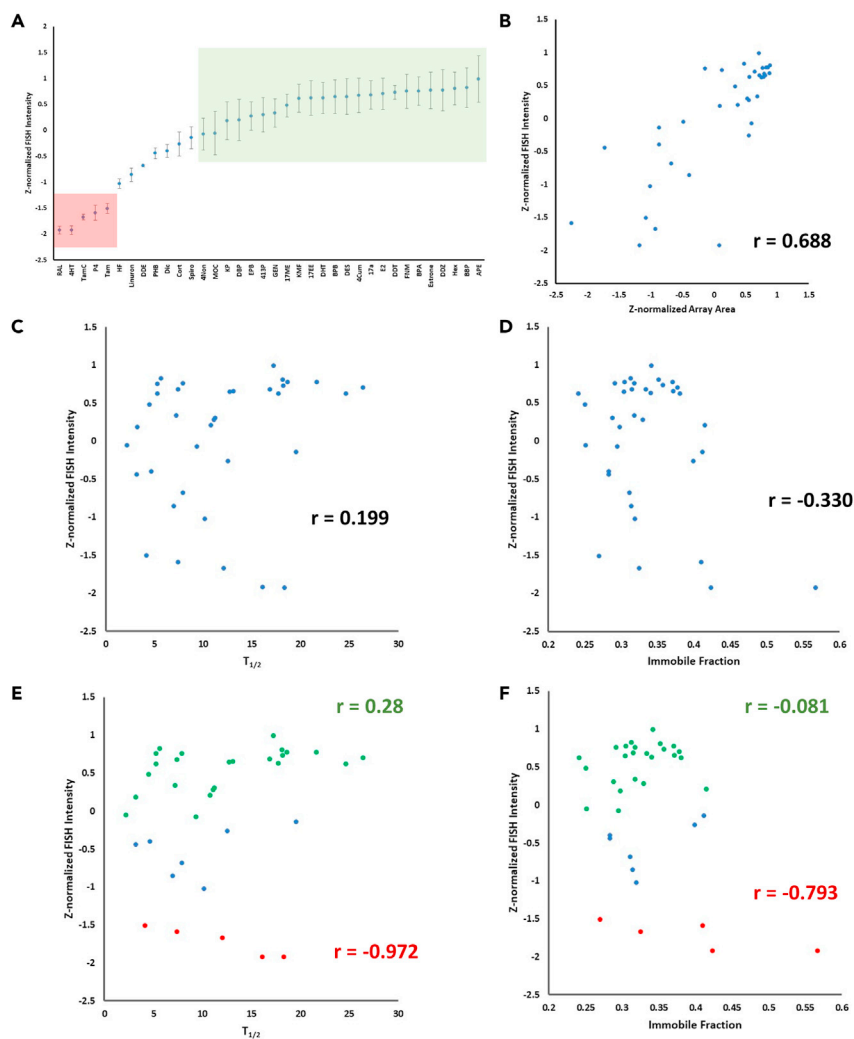 A
Z-normalized FISH Instensity
2
1.5
1
0.5
0
-0.5
-1
-1.5
-2
-2.5
RAL
4HT
TamC
P4
Tam
HF
Linuron
DDE
PHB
Dic
Cort
Spiro
4Non
MOC
KP
DBP
EPB
413P
GEN
17ME
KMF
17EE
DHT
BPB
DES
4Cum
17a
E2
DDT
FNM
BPA
Estrone
DDZ
Hex
BBP
APE
B
Z-normalized FISH Intensity
1.5
1
0.5
0
-0.5
-1
-1.5
-2
-2.5
r = 0.688
-2.5 -2 -1.5 -1 -0.5 0 0.5 1 1.5
Z-normalized Array Area
C
Z-normalized FISH Intensity
1.5
1
0.5
0
-0.5
-1
-1.5
-2
-2.5
r = 0.199
0 5 10 15 20 25 30
T1/2
D
Z-normalized FISH Intensity
1.5
1
0.5
0
-0.5
-1
-1.5
-2
-2.5
r = -0.330
0.2 0.25 0.3 0.35 0.4 0.45 0.5 0.55 0.6
Immobile Fraction
E
Z-normalized FISH Intensity
1.5
1
0.5
0
-0.5
-1
-1.5
-2
-2.5
r = 0.28
r = -0.972
0 5 10 15 20 25 30
T1/2
F
Z-normalized FISH Intensity
1.5
1
0.5
0
-0.5
-1
-1.5
-2
-2.5
r = -0.081
r = -0.793
0.2 0.25 0.3 0.35 0.4 0.45 0.5 0.55 0.6
Immobile Fraction